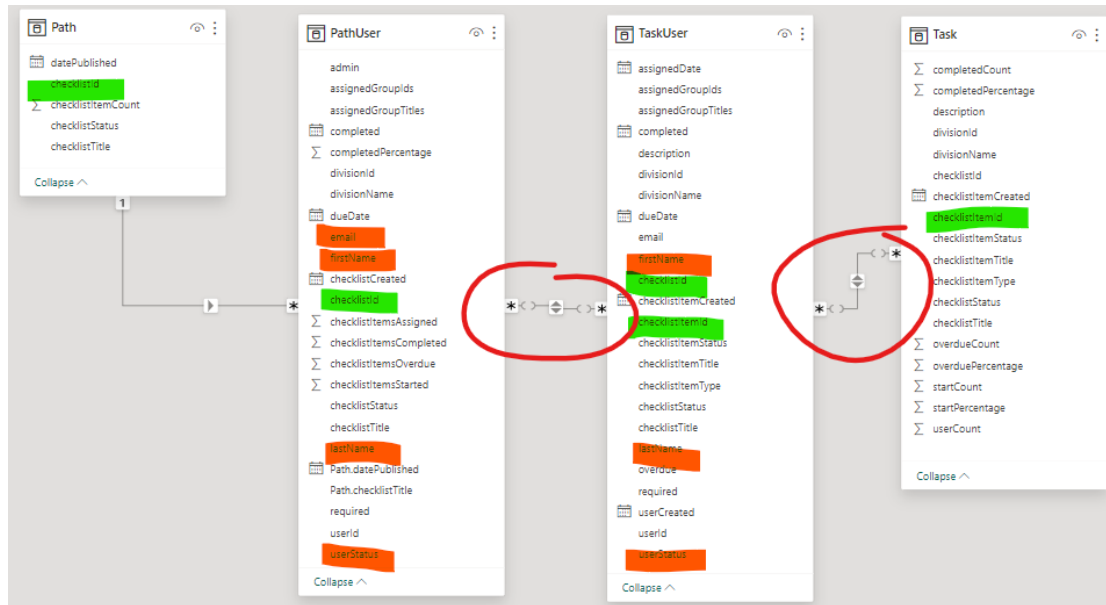 Path
datePublished
checklistId
checklistItemCount
checklistStatus
checklistTitle
Collapse
1
*
PathUser
admin
assignedGroupIds
assignedGroupTitles
completed
completedPercentage
divisionId
divisionName
dueDate
email
firstName
checklistCreated
checklistId
checklistItemsAssigned
checklistItemsCompleted
checklistItemsOverdue
checklistItemsStarted
checklistStatus
checklistTitle
lastName
Path.datePublished
Path.checklistTitle
required
userId
userStatus
Collapse
*
*
TaskUser
assignedDate
assignedGroupIds
assignedGroupTitles
completed
description
divisionId
divisionName
dueDate
email
firstName
checklistId
checklistItemCreated
checklistItemId
checklistItemStatus
checklistItemTitle
checklistItemType
checklistStatus
checklistTitle
lastName
overdue
required
userCreated
userId
userStatus
Collapse
*
*
Task
completedCount
completedPercentage
description
divisionId
divisionName
checklistId
checklistItemCreated
checklistItemId
checklistItemStatus
checklistItemTitle
checklistItemType
checklistStatus
checklistTitle
overdueCount
overduePercentage
startCount
startPercentage
userCount
Collapse